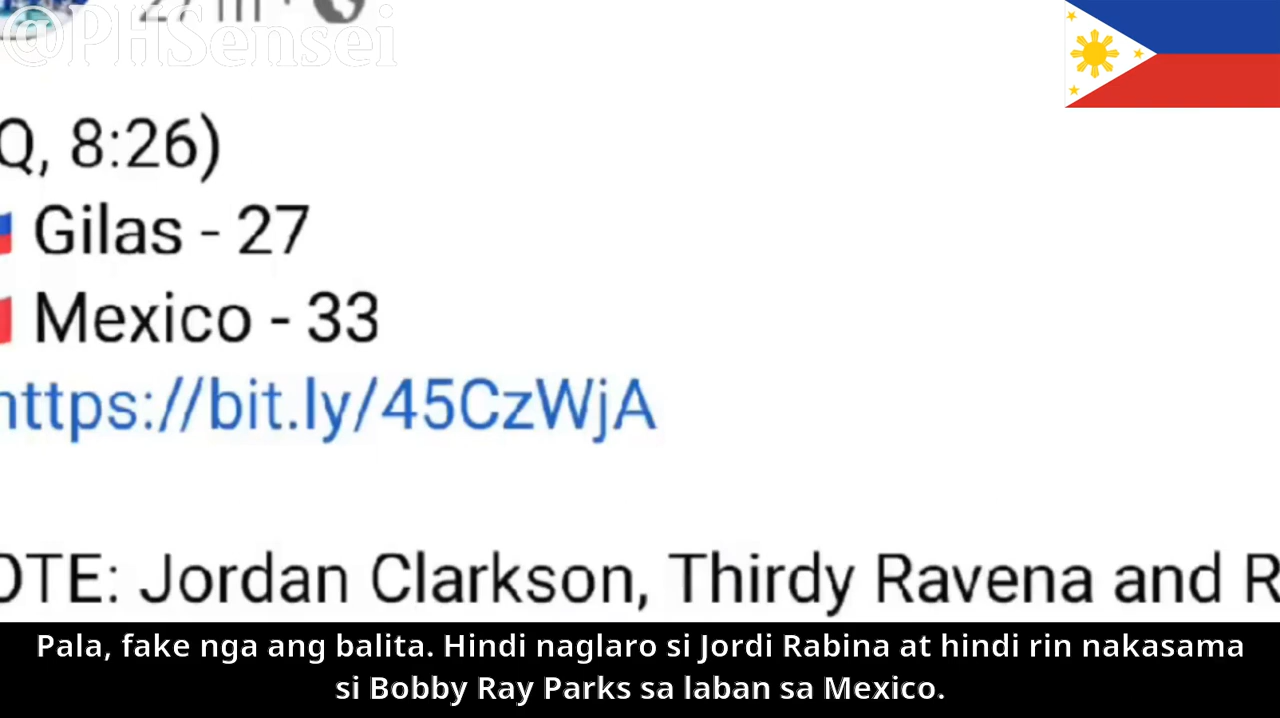 @PHSensei
27 m
Q, 8:26)
Gilas - 27
Mexico - 33
https://bit.ly/45CzWjA
OTE: Jordan Clarkson, Thirdy Ravena and R
Pala, fake nga ang balita. Hindi naglaro si Jordi Rabina at hindi rin nakasama
si Bobby Ray Parks sa laban sa Mexico.